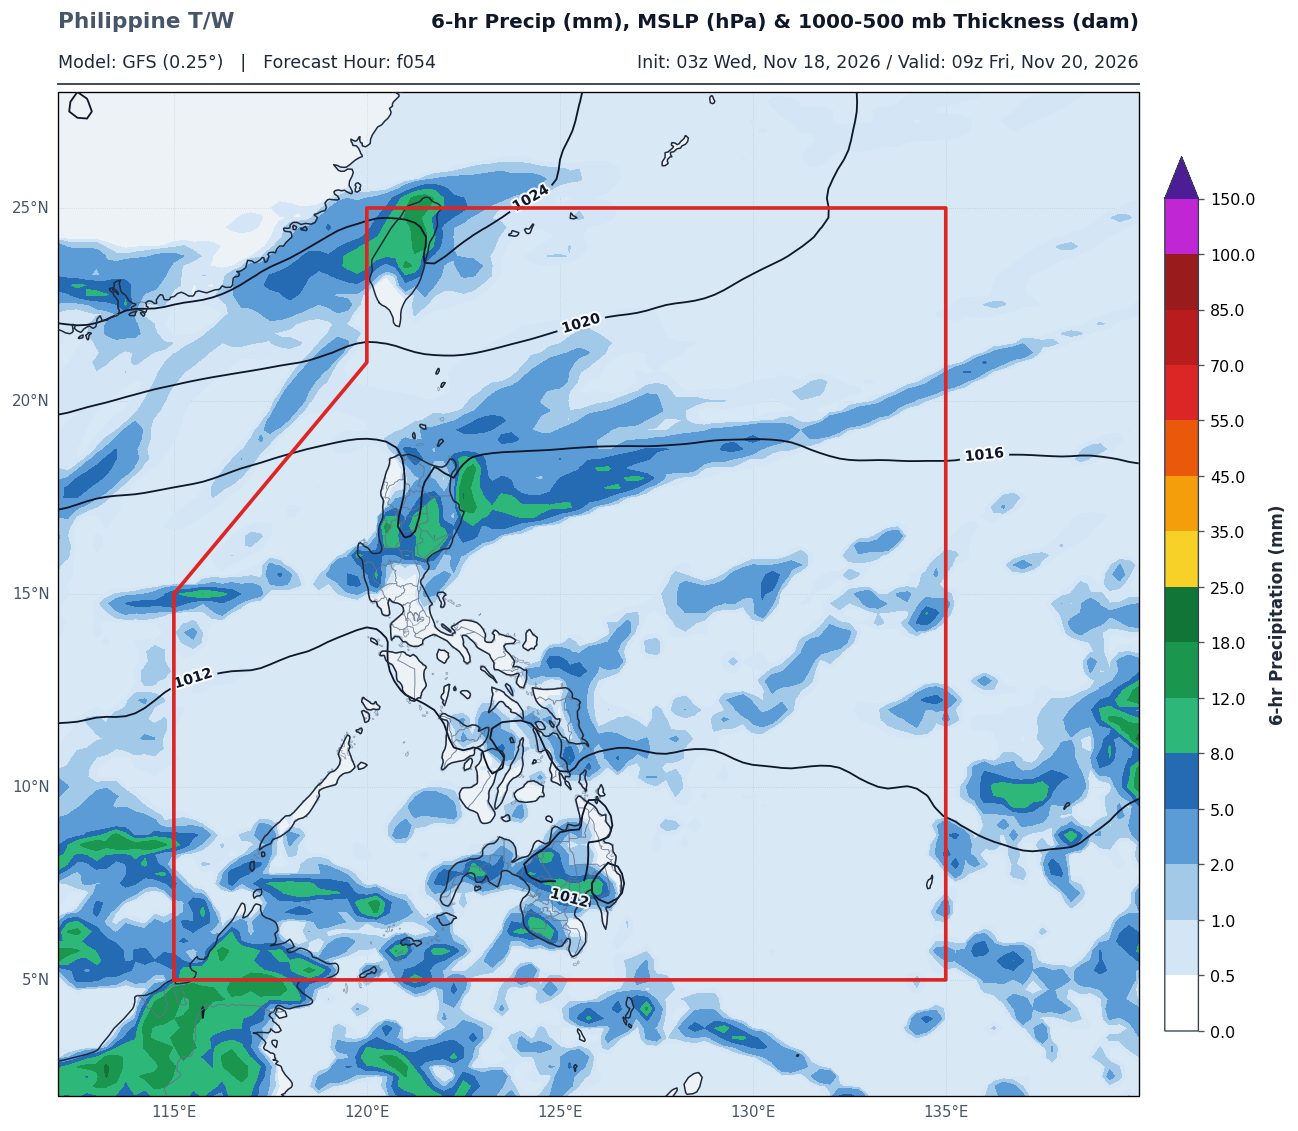 Philippine T/W
6-hr Precip (mm), MSLP (hPa) & 1000-500 mb Thickness (dam)
Model: GFS (0.25°) | Forecast Hour: f054
Init: 03z Wed, Nov 18, 2026 / Valid: 09z Fri, Nov 20, 2026
25°N
20°N
15°N
10°N
5°N
115°E
120°E
125°E
130°E
135°E
1024
1020
1016
1012
1012
150.0
100.0
85.0
70.0
55.0
45.0
35.0
25.0
18.0
12.0
8.0
5.0
2.0
1.0
0.5
0.0
6-hr Precipitation (mm)